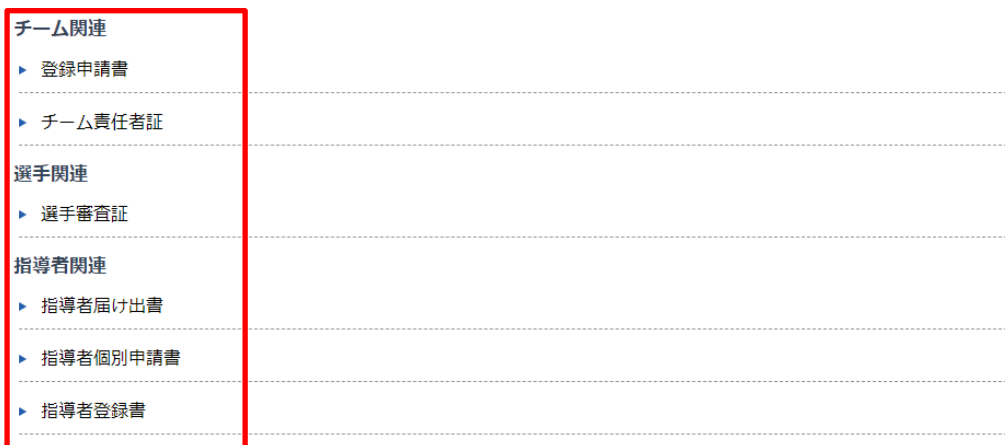 チーム関連
登録申請書
チーム責任者証
選手関連
選手審査証
指導者関連
指導者届け出書
指導者個別申請書
指導者登録書